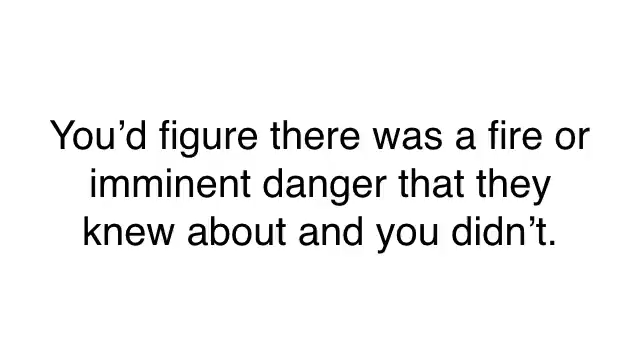 You’d figure there was a fire or
imminent danger that they
knew about and you didn’t.